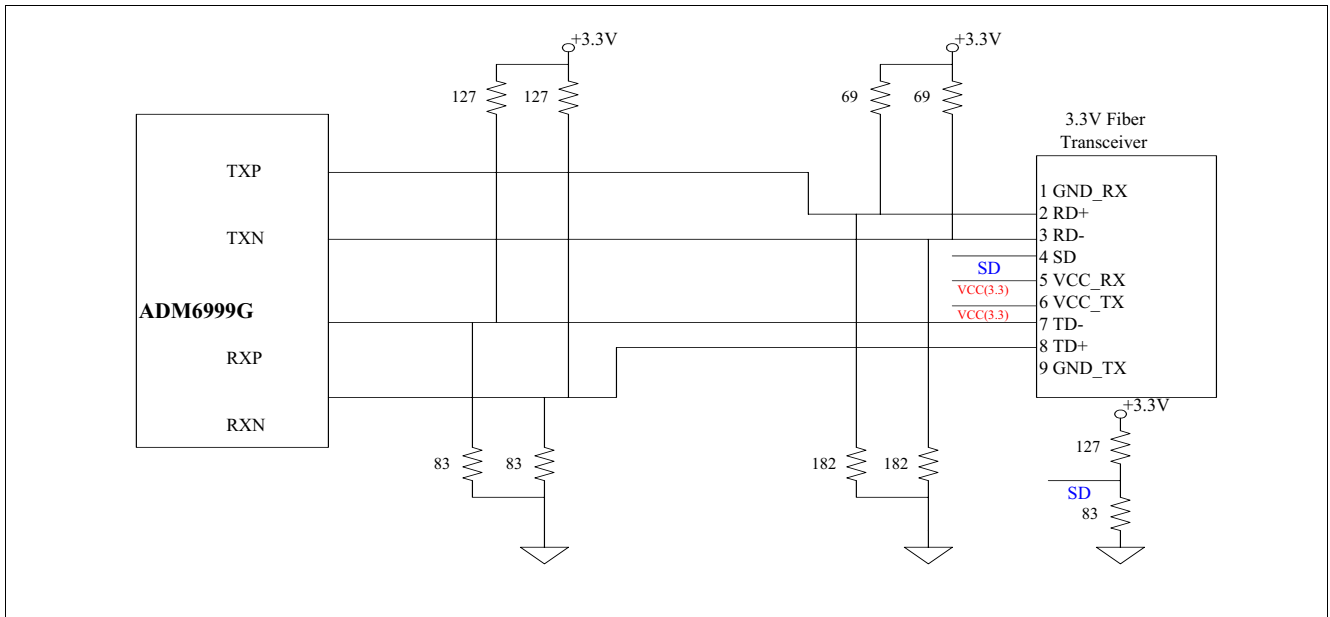 +3.3V
+3.3V
127
127
69
69
3.3V Fiber
Transceiver
TXP
1 GND_RX
2 RD+
TXN
3 RD-
4 SD
SD
5 VCC_RX
VCC(3.3)
6 VCC_TX
ADM6999G
VCC(3.3)
7 TD-
8 TD+
RXP
9 GND_TX
+3.3V
RXN
127
83
83
182
182
SD
83